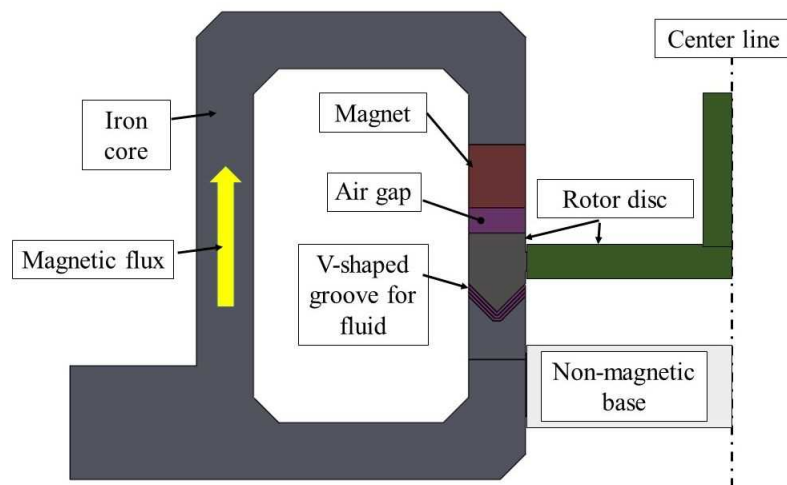 Center line
Iron
core
Magnet
Air gap
Rotor disc
Magnetic flux
V-shaped
groove for
fluid
Non-magnetic
base